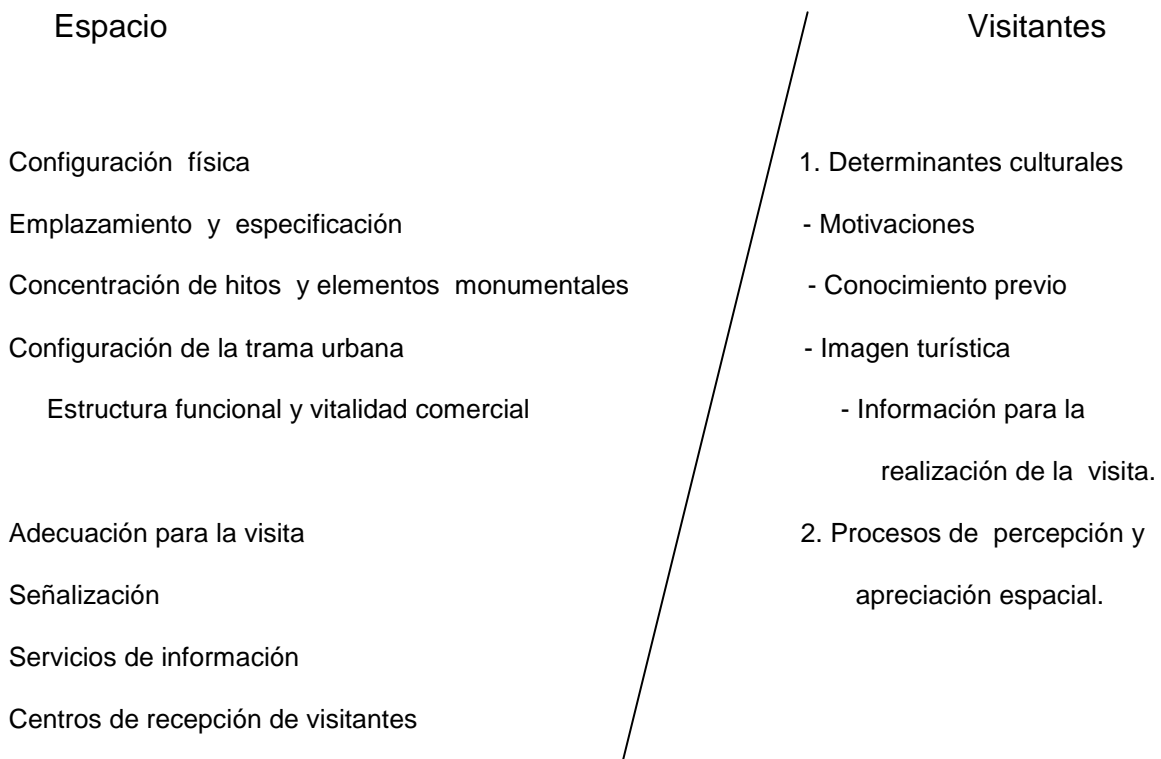 Espacio
Visitantes
Configuración física
Emplazamiento y especificación
Concentración de hitos y elementos monumentales
Configuración de la trama urbana
Estructura funcional y vitalidad comercial
Adecuación para la visita
Señalización
Servicios de información
Centros de recepción de visitantes
1. Determinantes culturales
- Motivaciones
- Conocimiento previo
- Imagen turística
- Información para la
realización de la visita.
2. Procesos de percepción y
apreciación espacial.